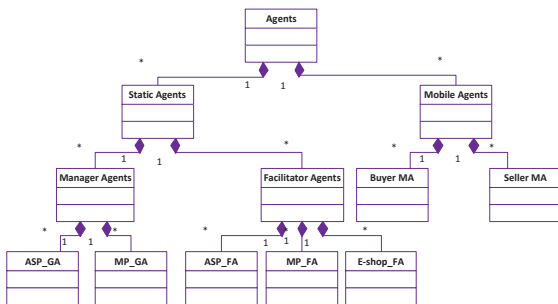 Agents
* *
1 1
Static Agents Mobile Agents
* * * *
1 1 1 1
Manager Agents Facilitator Agents Buyer MA Seller MA
* * * * *
1 1 1 1 1
ASP_GA MP_GA ASP_FA MP_FA E-shop_FA